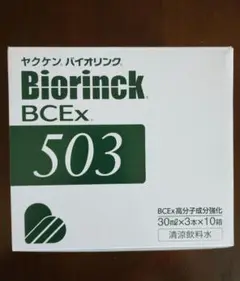 ヤクケン バイオリンク®
Biorinck®
BCEx®
503
BCEx高分子成分強化
30mℓ×3本×10箱
清涼飲料水